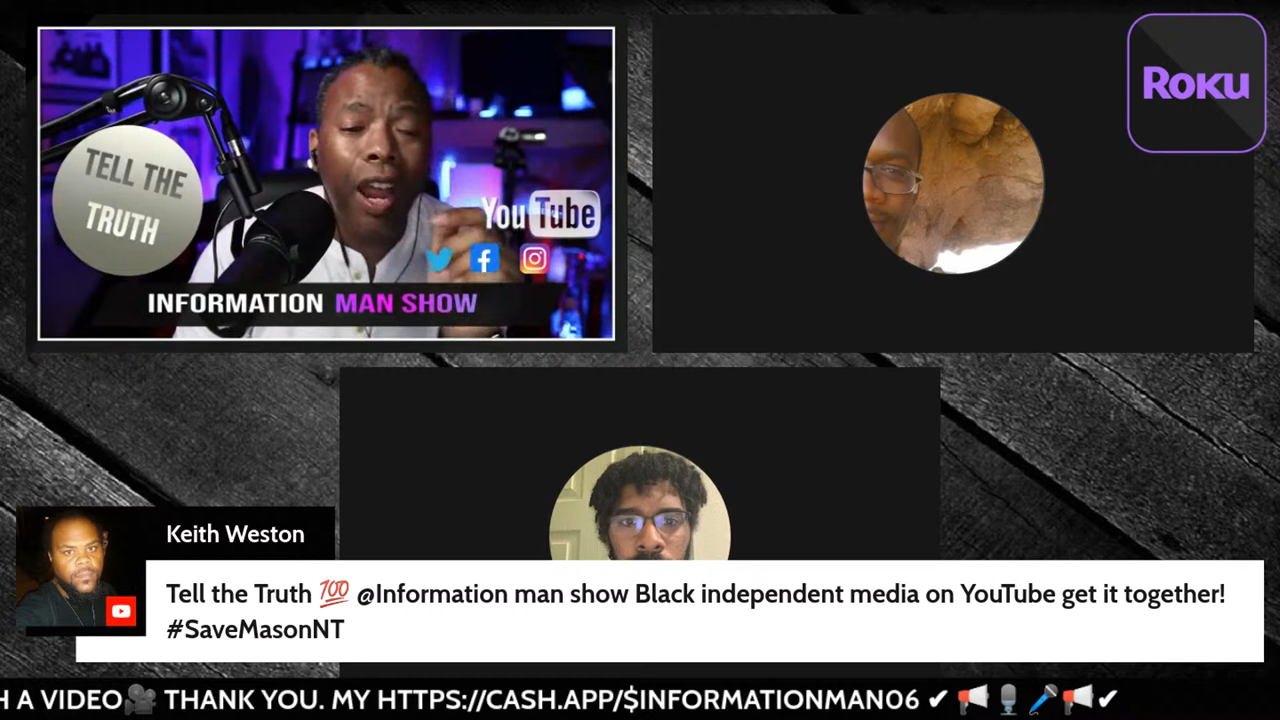 Roku
TELL THE
TRUTH
YouTube
INFORMATION MAN SHOW
Keith Weston
Tell the Truth 💯 @Information man show Black independent media on YouTube get it together!
#SaveMasonNT
H A VIDEO🎥 THANK YOU. MY HTTPS://CASH.APP/$INFORMATIONMAN06 ✔ 📢🎙️🎤📢✔